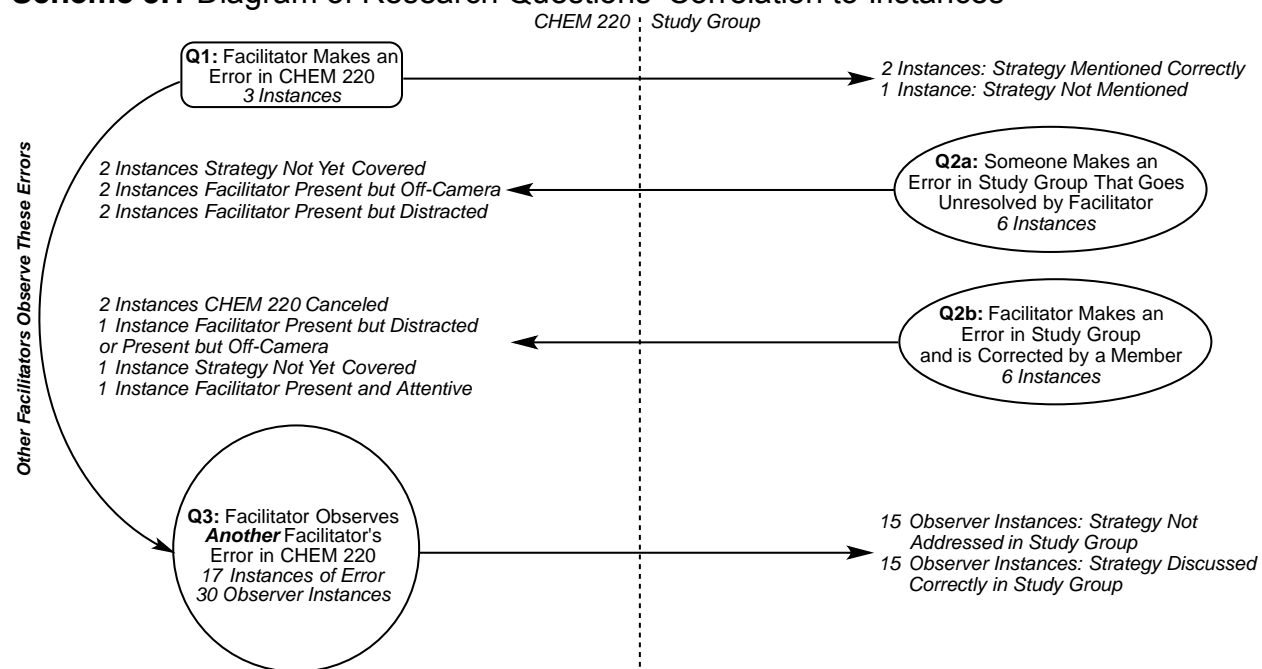 Diagram of Research Questions' Correlation to Instances
CHEM 220 Study Group
Q1: Facilitator Makes an
Error in CHEM 220
3 Instances
2 Instances: Strategy Mentioned Correctly
1 Instance: Strategy Not Mentioned
Other Facilitators Observe These Errors
2 Instances Strategy Not Yet Covered
2 Instances Facilitator Present but Off-Camera
2 Instances Facilitator Present but Distracted
Q2a: Someone Makes an
Error in Study Group That Goes
Unresolved by Facilitator
6 Instances
2 Instances CHEM 220 Canceled
1 Instance Facilitator Present but Distracted
or Present but Off-Camera
1 Instance Strategy Not Yet Covered
1 Instance Facilitator Present and Attentive
Q2b: Facilitator Makes an
Error in Study Group
and is Corrected by a Member
6 Instances
Q3: Facilitator Observes
Another Facilitator's
Error in CHEM 220
17 Instances of Error
30 Observer Instances
15 Observer Instances: Strategy Not
Addressed in Study Group
15 Observer Instances: Strategy Discussed
Correctly in Study Group